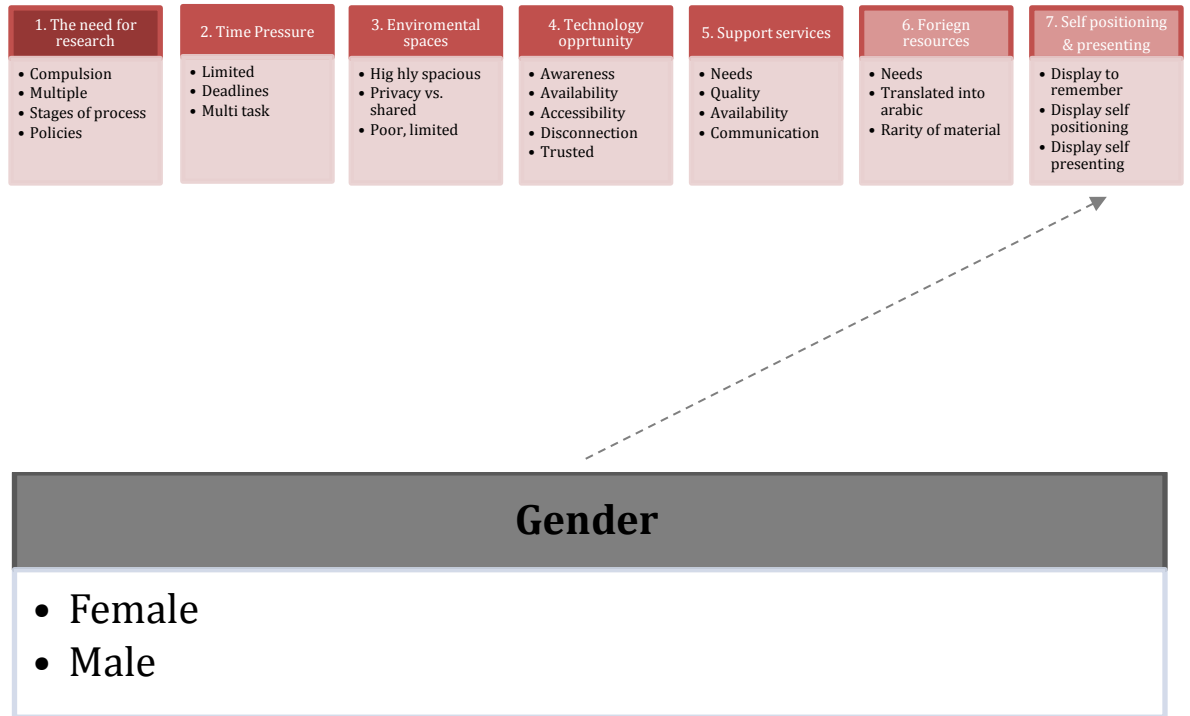 1. The need for
research
• Compulsion
• Multiple
• Stages of process
• Policies
2. Time Pressure
• Limited
• Deadlines
• Multi task
3. Enviromental
spaces
• Hig hly spacious
• Privacy vs.
shared
• Poor, limited
4. Technology
opprtunity
• Awareness
• Availability
• Accessibility
• Disconnection
• Trusted
5. Support services
• Needs
• Quality
• Availability
• Communication
6. Foriegn
resources
• Needs
• Translated into
arabic
• Rarity of material
7. Self positioning
& presenting
• Display to
remember
• Display self
positioning
• Display self
presenting
Gender
• Female
• Male